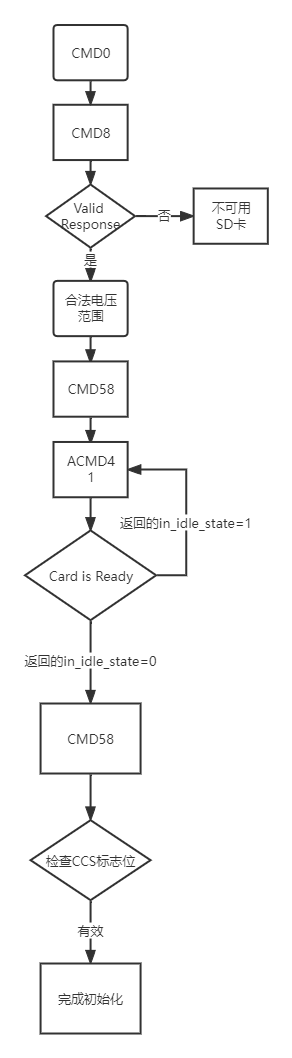 CMD0
CMD8
Valid
Response
否
不可用
SD卡
是
合法电压
范围
CMD58
ACMD4
1
返回的in_idle_state=1
Card is Ready
返回的in_idle_state=0
CMD58
检查CCS标志位
有效
完成初始化